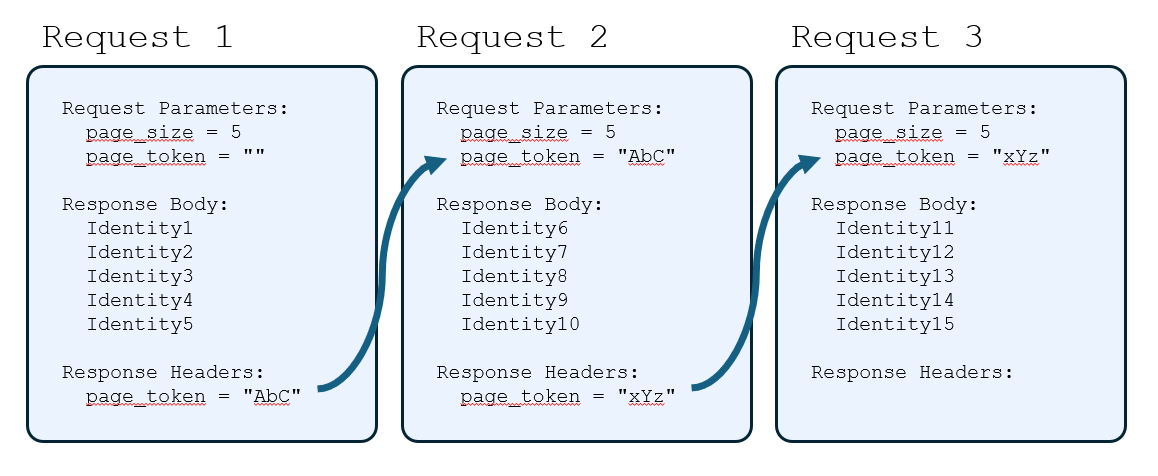 Request 1
Request Parameters:
page_size = 5
page_token = ""
Response Body:
Identity1
Identity2
Identity3
Identity4
Identity5
Response Headers:
page_token = "AbC"
Request 2
Request Parameters:
page_size = 5
page_token = "AbC"
Response Body:
Identity6
Identity7
Identity8
Identity9
Identity10
Response Headers:
page_token = "xYz"
Request 3
Request Parameters:
page_size = 5
page_token = "xYz"
Response Body:
Identity11
Identity12
Identity13
Identity14
Identity15
Response Headers: